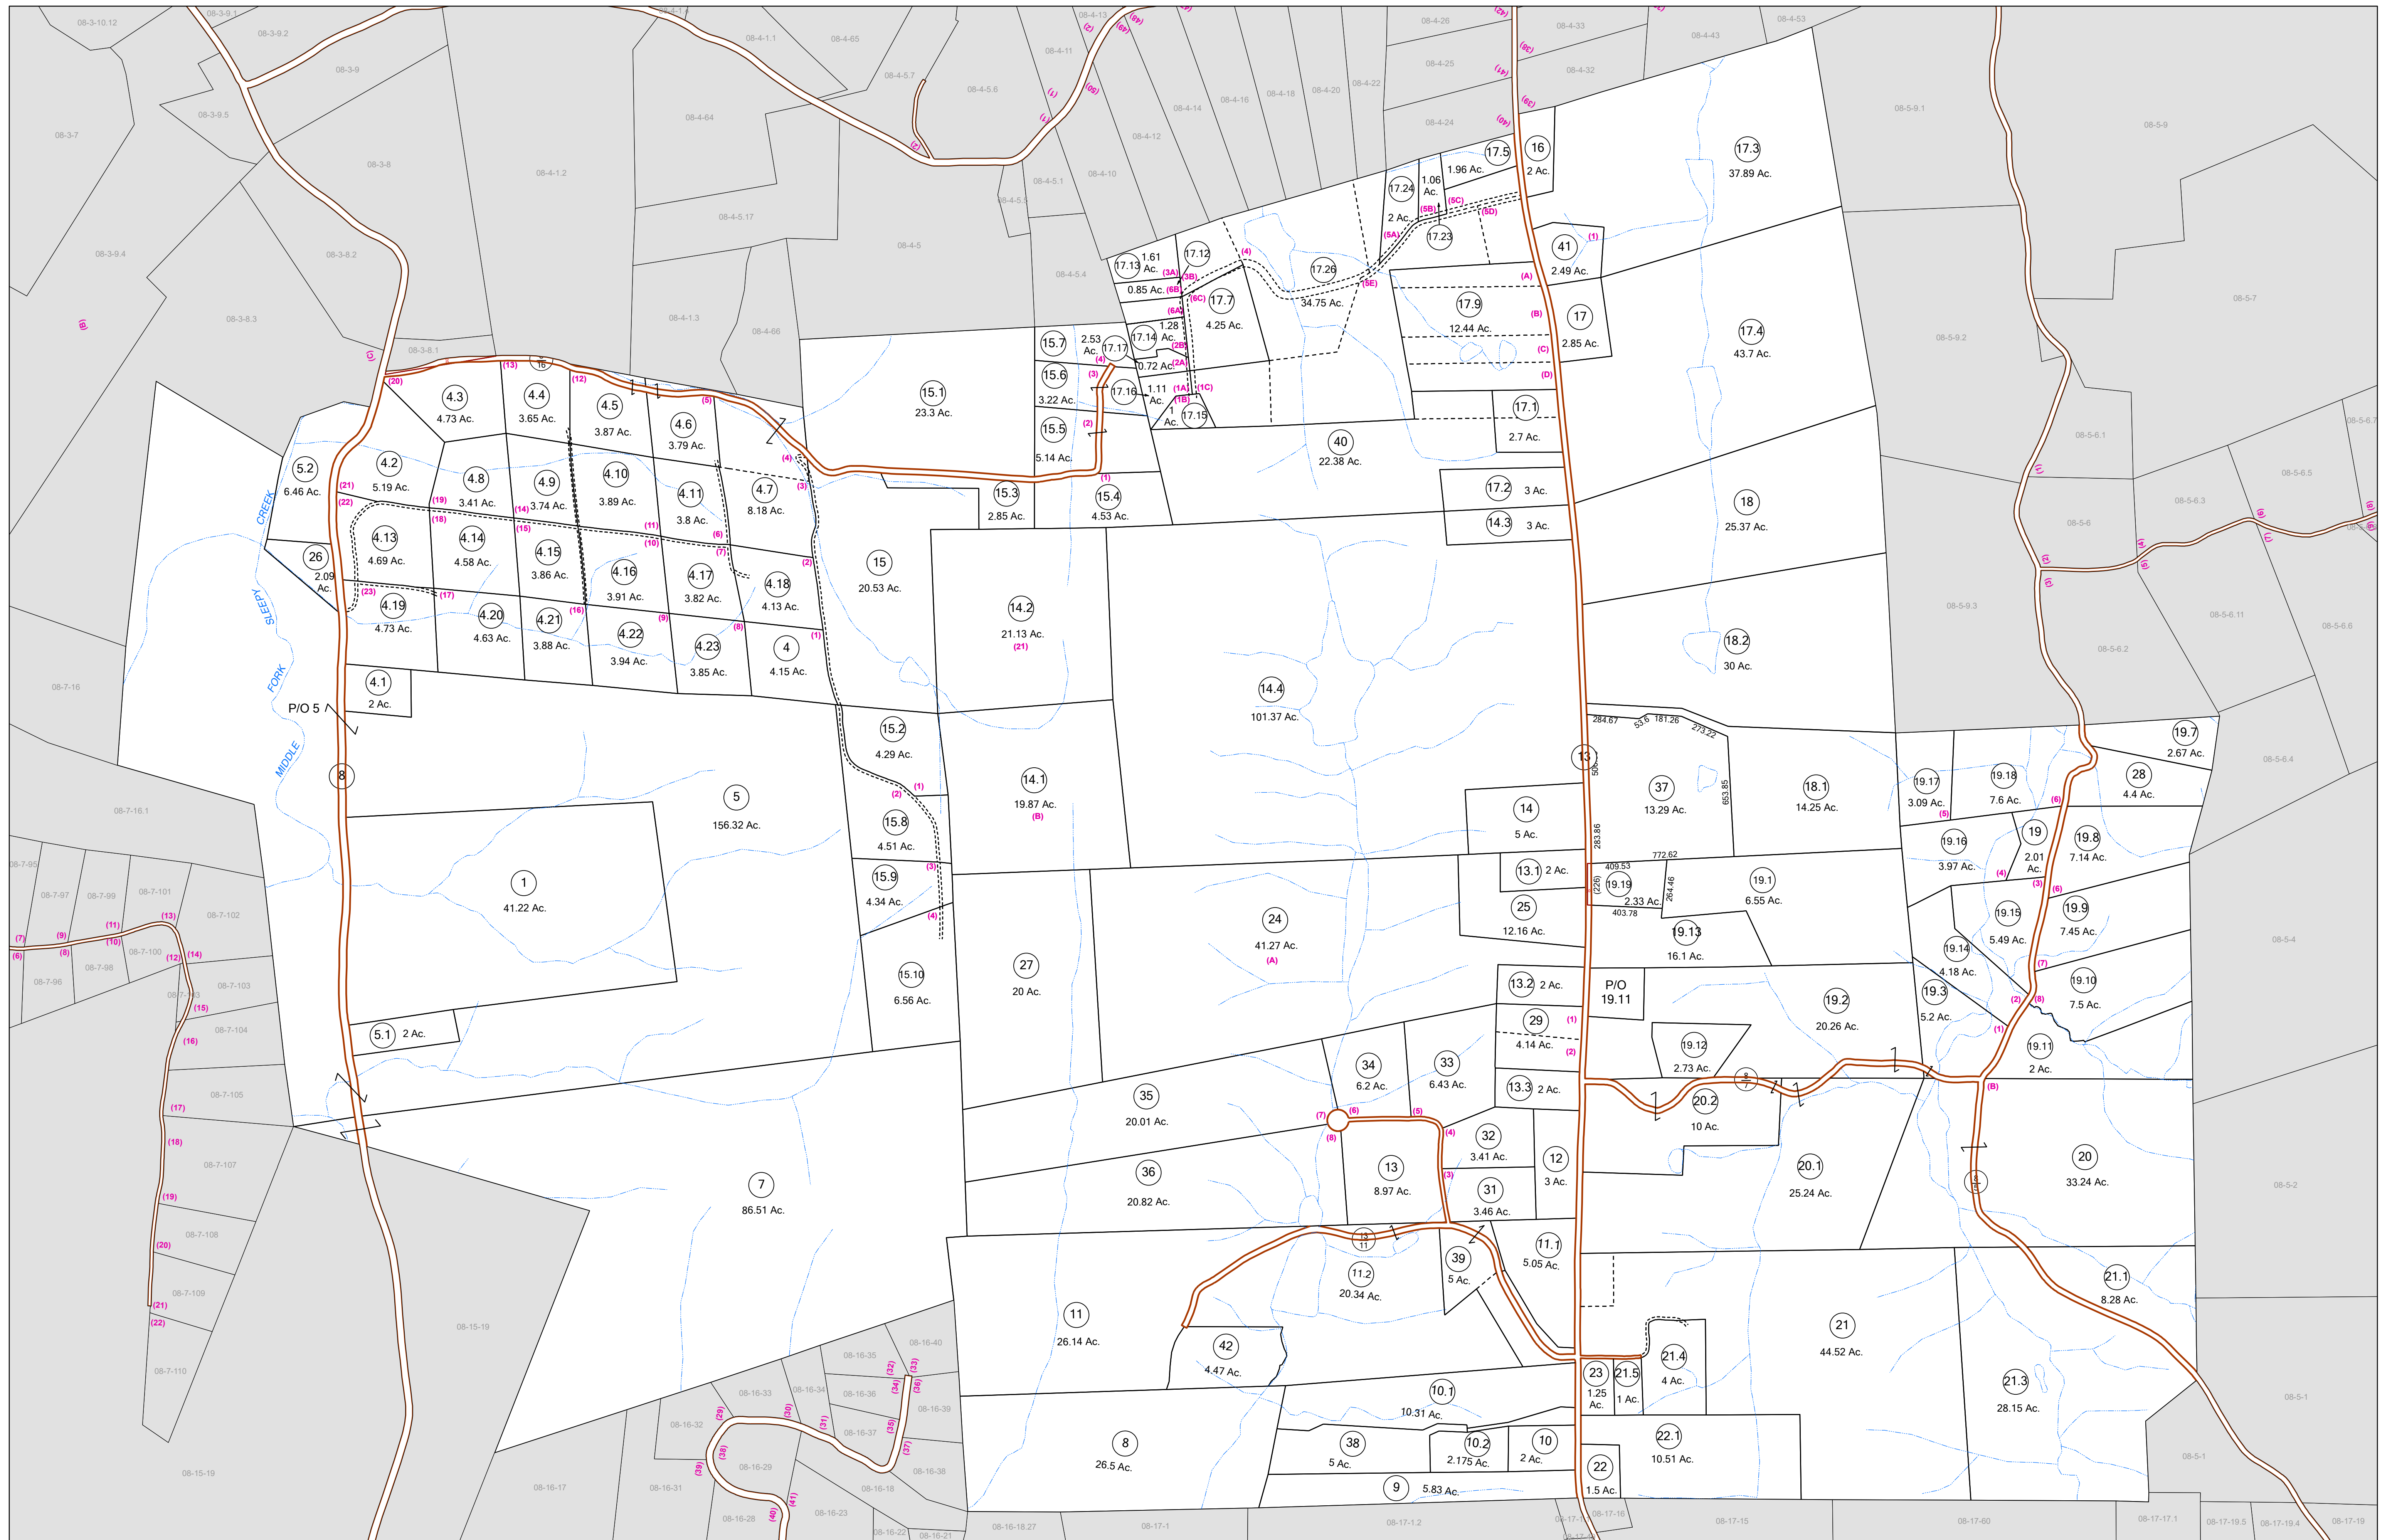 08-3-10.12
08-3-9.1
08-3-9.2
08-3-9
08-4-1.1
08-4-65
08-4-13
08-4-11
08-4-26
08-4-33
08-4-53
08-4-43
08-4-25
08-4-32
08-4-5.7
08-4-5.6
08-4-16
08-4-18
08-4-20
08-4-22
08-4-14
08-4-24
08-4-12
08-3-9.5
08-3-7
08-4-64
08-3-8
08-4-1.2
08-4-5.1
08-4-10
08-5-9.1
08-5-9
08-4-5.17
08-4-5
08-4-5.4
08-3-9.4
08-3-8.2
08-3-8.3
08-4-1.3
08-4-66
08-3-8.1
08-5-7
08-5-9.2
08-5-6.7
08-5-6.1
08-5-6.5
08-5-6.3
08-5-6
08-5-9.3
08-5-6.11
08-5-6.6
08-5-6.2
08-5-6.4
08-5-4
08-5-2
08-5-1
08-5-1
17.5
1.96 Ac.
16
2 Ac.
17.3
37.89 Ac.
17.24
2 Ac.
1.06
Ac.
17.23
41
2.49 Ac.
17.13
1.61
Ac.
17.12
0.85 Ac.
17.26
34.75 Ac.
17.7
4.25 Ac.
17.9
12.44 Ac.
17
2.85 Ac.
17.4
43.7 Ac.
17.14
1.28
Ac.
17.17
2.53
Ac.
0.72 Ac.
17.16
1.11
Ac.
1
Ac.
17.15
17.1
2.7 Ac.
40
22.38 Ac.
17.2
3 Ac.
14.3
3 Ac.
18
25.37 Ac.
18.2
30 Ac.
15.7
15.6
3.22 Ac.
15.5
5.14 Ac.
15.1
23.3 Ac.
15.3
2.85 Ac.
15.4
4.53 Ac.
15
20.53 Ac.
4.3
4.73 Ac.
4.4
3.65 Ac.
4.5
3.87 Ac.
4.6
3.79 Ac.
5.2
6.46 Ac.
4.2
5.19 Ac.
4.8
3.41 Ac.
4.9
3.74 Ac.
4.10
3.89 Ac.
4.11
3.8 Ac.
4.7
8.18 Ac.
26
2.09
Ac.
4.13
4.69 Ac.
4.14
4.58 Ac.
4.15
3.86 Ac.
4.16
3.91 Ac.
4.17
3.82 Ac.
4.18
4.13 Ac.
4.19
4.73 Ac.
4.20
4.63 Ac.
4.21
3.88 Ac.
4.22
3.94 Ac.
4.23
3.85 Ac.
4
4.15 Ac.
4.1
2 Ac.
CREEK
SLEEPY
FORK
MIDDLE
P/O 5
8
5
156.32 Ac.
1
41.22 Ac.
5.1
2 Ac.
7
86.51 Ac.
14.2
21.13 Ac.
(21)
14.1
19.87 Ac.
(B)
14.4
101.37 Ac.
15.2
4.29 Ac.
15.8
4.51 Ac.
15.9
4.34 Ac.
15.10
6.56 Ac.
14
5 Ac.
13
13.1
2 Ac.
25
12.16 Ac.
24
41.27 Ac.
(A)
27
20 Ac.
13.2
2 Ac.
29
4.14 Ac.
13.3
2 Ac.
34
6.2 Ac.
33
6.43 Ac.
35
20.01 Ac.
36
20.82 Ac.
13
8.97 Ac.
32
3.41 Ac.
31
3.46 Ac.
12
3 Ac.
284.67
53.6
181.26
273.22
653.85
283.86
772.62
409.53
(226)
264.46
403.78
37
13.29 Ac.
18.1
14.25 Ac.
19.19
2.33 Ac.
19.1
6.55 Ac.
19.13
16.1 Ac.
P/O
19.11
19.2
20.26 Ac.
19.12
2.73 Ac.
19.17
3.09 Ac.
19.18
7.6 Ac.
19.7
2.67 Ac.
28
4.4 Ac.
19.16
3.97 Ac.
19
2.01
Ac.
19.8
7.14 Ac.
19.15
5.49 Ac.
19.9
7.45 Ac.
19.14
4.18 Ac.
19.3
5.2 Ac.
19.10
7.5 Ac.
19.11
2 Ac.
(B)
20.2
10 Ac.
20.1
25.24 Ac.
20
33.24 Ac.
11
26.14 Ac.
11.2
20.34 Ac.
39
5 Ac.
11.1
5.05 Ac.
42
4.47 Ac.
10.1
10.31 Ac.
8
26.5 Ac.
38
5 Ac.
10.2
2.175 Ac.
10
2 Ac.
9
5.83 Ac.
23
1.25
Ac.
21.5
1 Ac.
21.4
4 Ac.
21
44.52 Ac.
21.1
8.28 Ac.
21.3
28.15 Ac.
22.1
10.51 Ac.
22
1.5 Ac.
08-7-16
08-7-16.1
08-7-95
08-7-97
08-7-99
08-7-101
08-7-102
08-7-96
08-7-98
08-7-100
08-7-103
08-7-103
08-7-104
08-7-105
08-7-107
08-7-108
08-7-109
08-7-110
08-15-19
08-15-19
08-16-40
08-16-35
08-16-33
08-16-34
08-16-36
08-16-39
08-16-32
08-16-37
08-16-29
08-16-38
08-16-17
08-16-31
08-16-18
08-16-28
08-16-23
08-16-22
08-16-21
08-16-18.27
08-17-1
08-17-1.2
08-17-16
08-17-15
08-17-60
08-17-17.1
08-17-19.5
08-17-19.4
08-17-19